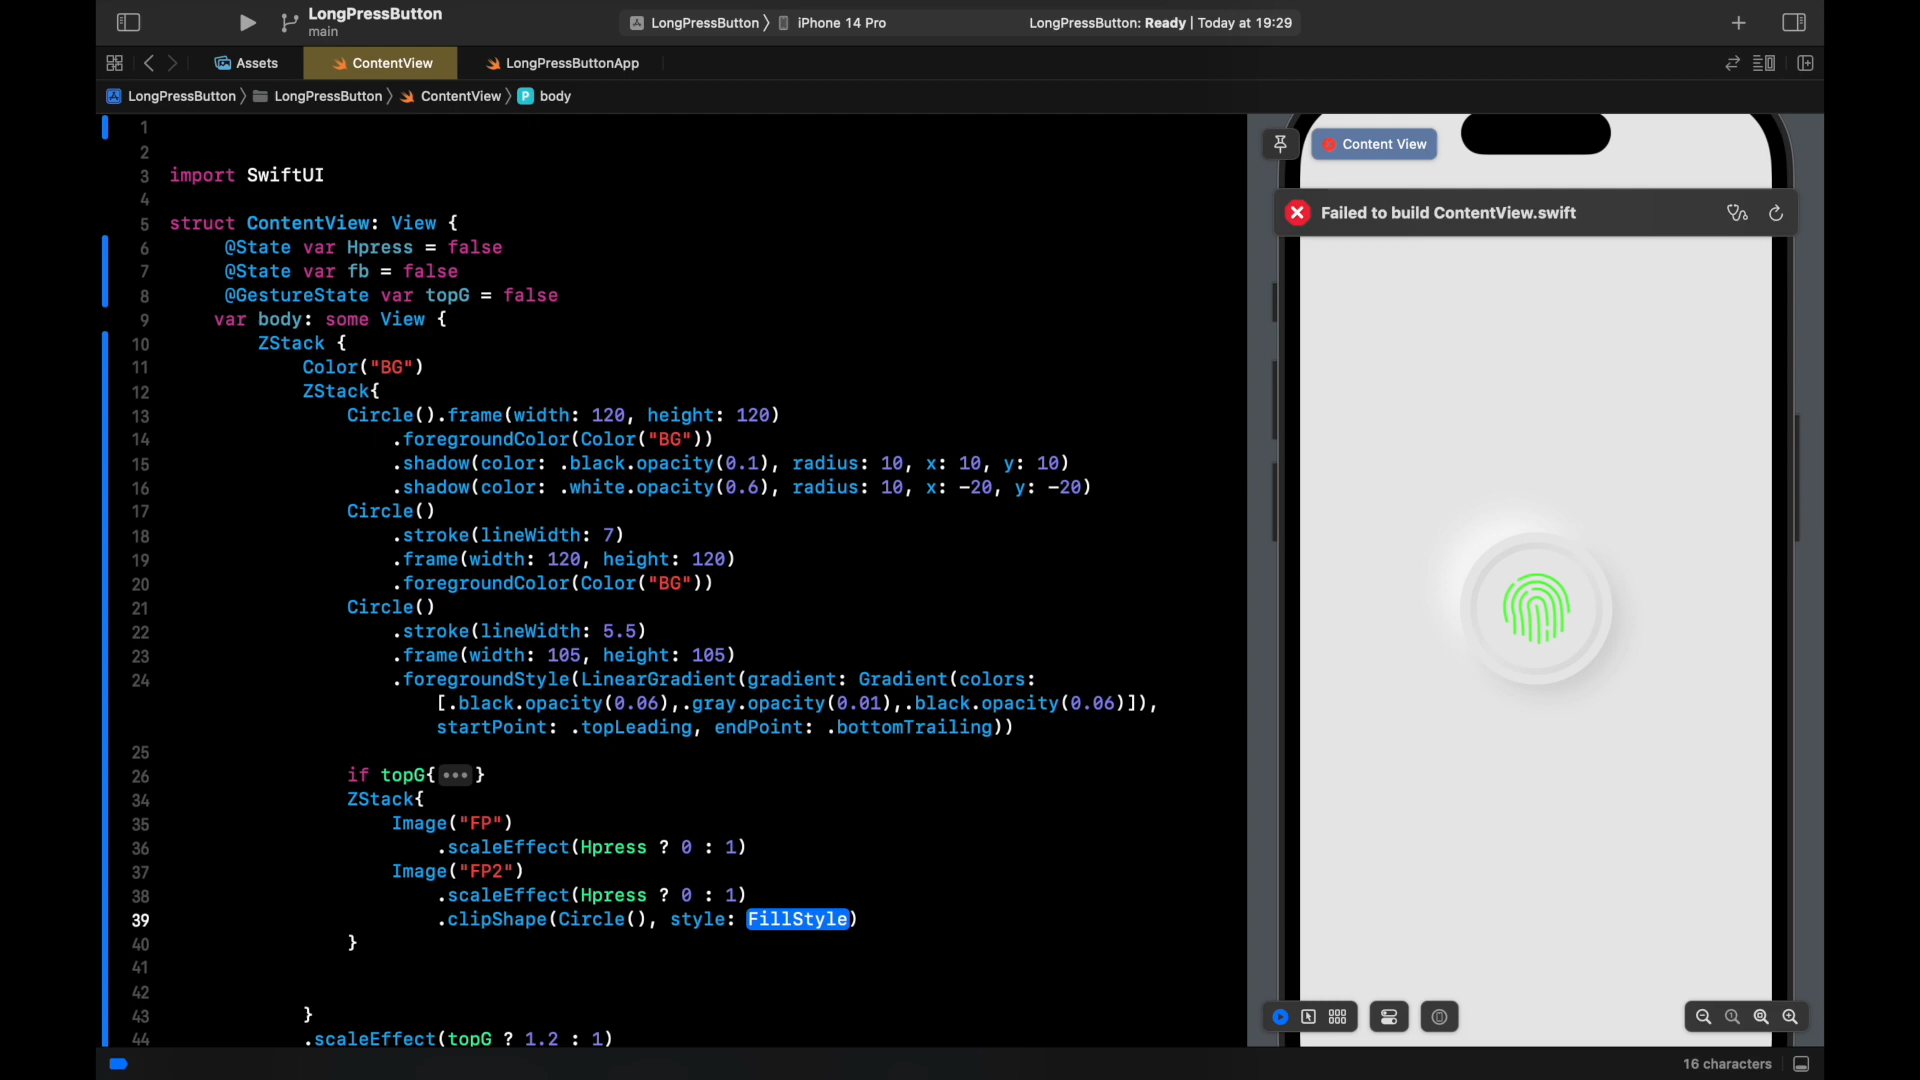 LongPressButton
main
LongPressButton 〉 iPhone 14 Pro
LongPressButton: Ready | Today at 19:29
Assets
ContentView
LongPressButtonApp
LongPressButton 〉 LongPressButton 〉 ContentView 〉 P body
1
2
3 import SwiftUI
4
5 struct ContentView: View {
6 @State var Hpress = false
7 @State var fb = false
8 @GestureState var topG = false
9 var body: some View {
10 ZStack {
11 Color("BG")
12 ZStack{
13 Circle().frame(width: 120, height: 120)
14 .foregroundColor(Color("BG"))
15 .shadow(color: .black.opacity(0.1), radius: 10, x: 10, y: 10)
16 .shadow(color: .white.opacity(0.6), radius: 10, x: -20, y: -20)
17 Circle()
18 .stroke(lineWidth: 7)
19 .frame(width: 120, height: 120)
20 .foregroundColor(Color("BG"))
21 Circle()
22 .stroke(lineWidth: 5.5)
23 .frame(width: 105, height: 105)
24 .foregroundStyle(LinearGradient(gradient: Gradient(colors:
[.black.opacity(0.06),.gray.opacity(0.01),.black.opacity(0.06)]),
startPoint: .topLeading, endPoint: .bottomTrailing))
25
26 if topG{•••}
34 ZStack{
35 Image("FP")
36 .scaleEffect(Hpress ? 0 : 1)
37 Image("FP2")
38 .scaleEffect(Hpress ? 0 : 1)
39 .clipShape(Circle(), style: FillStyle)
40 }
41
42
43 }
44 .scaleEffect(topG ? 1.2 : 1)
Content View
Failed to build ContentView.swift
16 characters